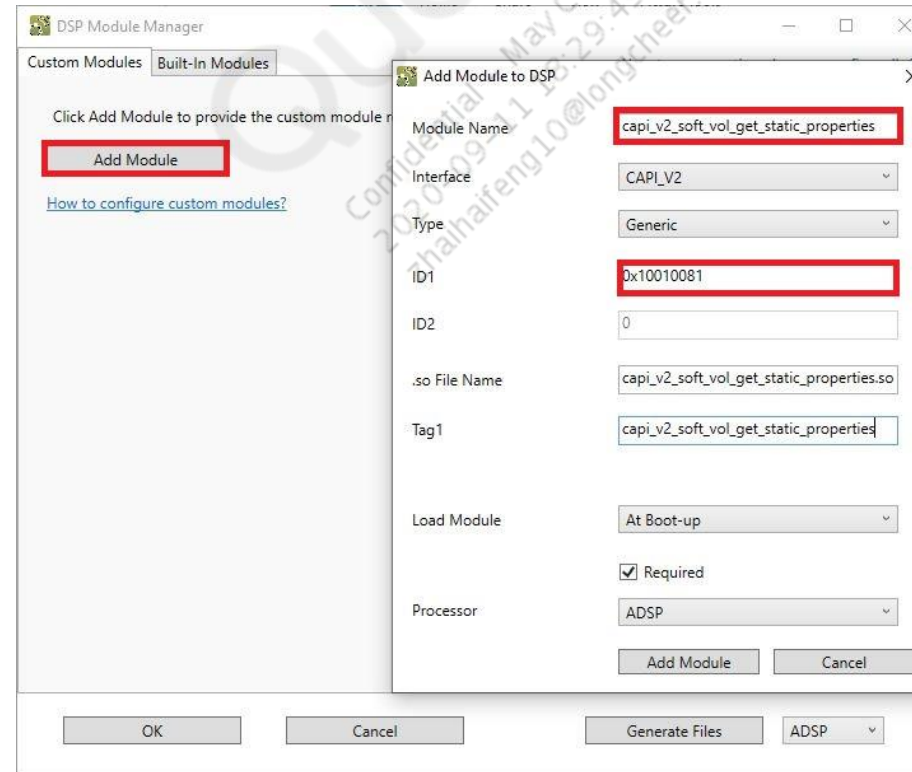 DSP Module Manager
Custom Modules
Built-In Modules
Click Add Module to provide the custom module
Add Module
How to configure custom modules?
Add Module to DSP
Module Name
capi_v2_soft_vol_get_static_properties
Interface
CAPI_V2
Type
Generic
ID1
0x10010081
ID2
0
.so File Name
capi_v2_soft_vol_get_static_properties.so
Tag1
capi_v2_soft_vol_get_static_properties
Load Module
At Boot-up
Required
Processor
ADSP
Add Module
Cancel
OK
Cancel
Generate Files
ADSP
Confidential - May